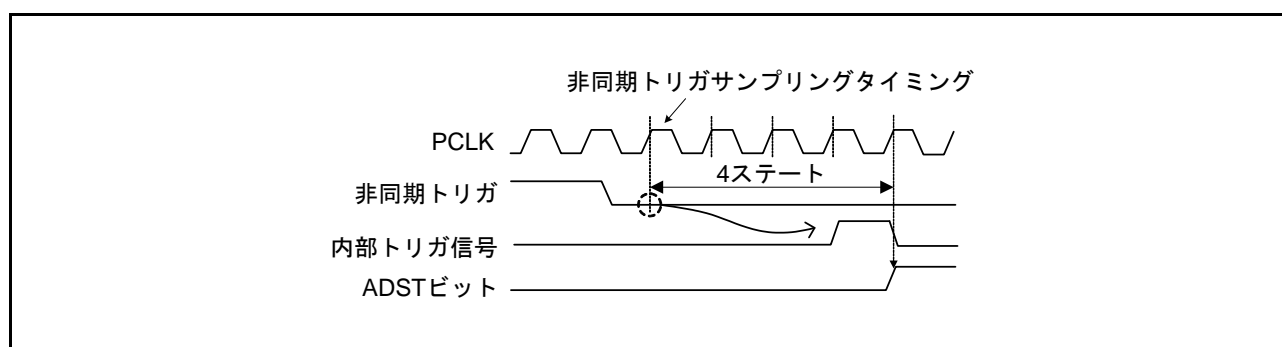 非同期トリガサンプリングタイミング
PCLK
4ステート
非同期トリガ
内部トリガ信号
ADSTビット